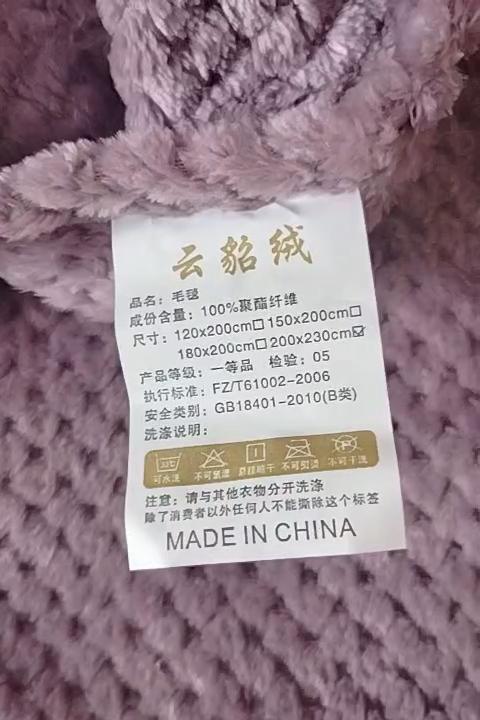 云貂绒
品名：毛毯
成份含量：100%聚酯纤维
尺寸：120x200cm☐150x200cm☐
180x200cm☐200x230cm☑
产品等级：一等品 检验：05
执行标准：FZ/T61002-2006
安全类别：GB18401-2010(B类)
洗涤说明：
可水洗 不可氯漂 悬挂晾干 不可熨烫 不可干洗
注意：请与其他衣物分开洗涤
除了消费者以外任何人不能撕除这个标签
MADE IN CHINA